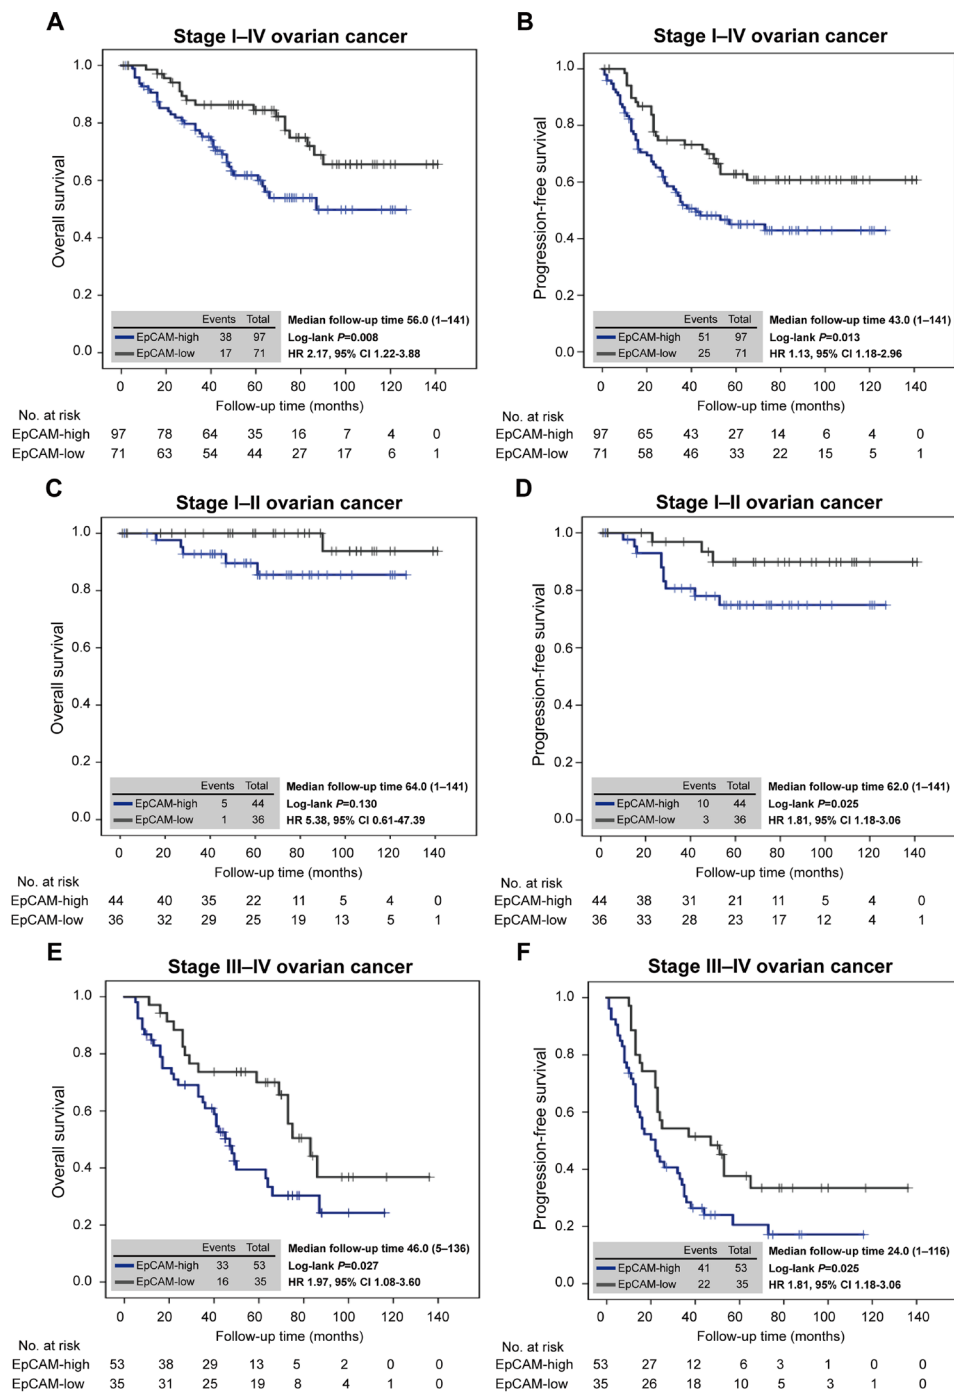 A
Stage I–IV ovarian cancer
Overall survival
1.0
0.8
0.6
0.4
0.2
0.0
Events Total
EpCAM-high 38 97
EpCAM-low 17 71
Median follow-up time 56.0 (1–141)
Log-lank P=0.008
HR 2.17, 95% CI 1.22-3.88
0 20 40 60 80 100 120 140
Follow-up time (months)
No. at risk
EpCAM-high 97 78 64 35 16 7 4 0
EpCAM-low 71 63 54 44 27 17 6 1
B
Stage I–IV ovarian cancer
Progression-free survival
1.0
0.8
0.6
0.4
0.2
0.0
Events Total
EpCAM-high 51 97
EpCAM-low 25 71
Median follow-up time 43.0 (1–141)
Log-lank P=0.013
HR 1.13, 95% CI 1.18-2.96
0 20 40 60 80 100 120 140
Follow-up time (months)
No. at risk
EpCAM-high 97 65 43 27 14 6 4 0
EpCAM-low 71 58 46 33 22 15 5 1
C
Stage I–II ovarian cancer
Overall survival
1.0
0.8
0.6
0.4
0.2
0.0
Events Total
EpCAM-high 5 44
EpCAM-low 1 36
Median follow-up time 64.0 (1–141)
Log-lank P=0.130
HR 5.38, 95% CI 0.61-47.39
0 20 40 60 80 100 120 140
Follow-up time (months)
No. at risk
EpCAM-high 44 40 35 22 11 5 4 0
EpCAM-low 36 32 29 25 19 13 5 1
D
Stage I–II ovarian cancer
Progression-free survival
1.0
0.8
0.6
0.4
0.2
0.0
Events Total
EpCAM-high 10 44
EpCAM-low 3 36
Median follow-up time 62.0 (1–141)
Log-lank P=0.025
HR 1.81, 95% CI 1.18-3.06
0 20 40 60 80 100 120 140
Follow-up time (months)
No. at risk
EpCAM-high 44 38 31 21 11 5 4 0
EpCAM-low 36 33 28 23 17 12 4 1
E
Stage III–IV ovarian cancer
Overall survival
1.0
0.8
0.6
0.4
0.2
0.0
Events Total
EpCAM-high 33 53
EpCAM-low 16 35
Median follow-up time 46.0 (5–136)
Log-lank P=0.027
HR 1.97, 95% CI 1.08-3.60
0 20 40 60 80 100 120 140
Follow-up time (months)
No. at risk
EpCAM-high 53 38 29 13 5 2 0 0
EpCAM-low 35 31 25 19 8 4 1 0
F
Stage III–IV ovarian cancer
Progression-free survival
1.0
0.8
0.6
0.4
0.2
0.0
Events Total
EpCAM-high 41 53
EpCAM-low 22 35
Median follow-up time 24.0 (1–116)
Log-lank P=0.025
HR 1.81, 95% CI 1.18-3.06
0 20 40 60 80 100 120 140
Follow-up time (months)
No. at risk
EpCAM-high 53 27 12 6 3 1 0 0
EpCAM-low 35 26 18 10 5 3 1 0